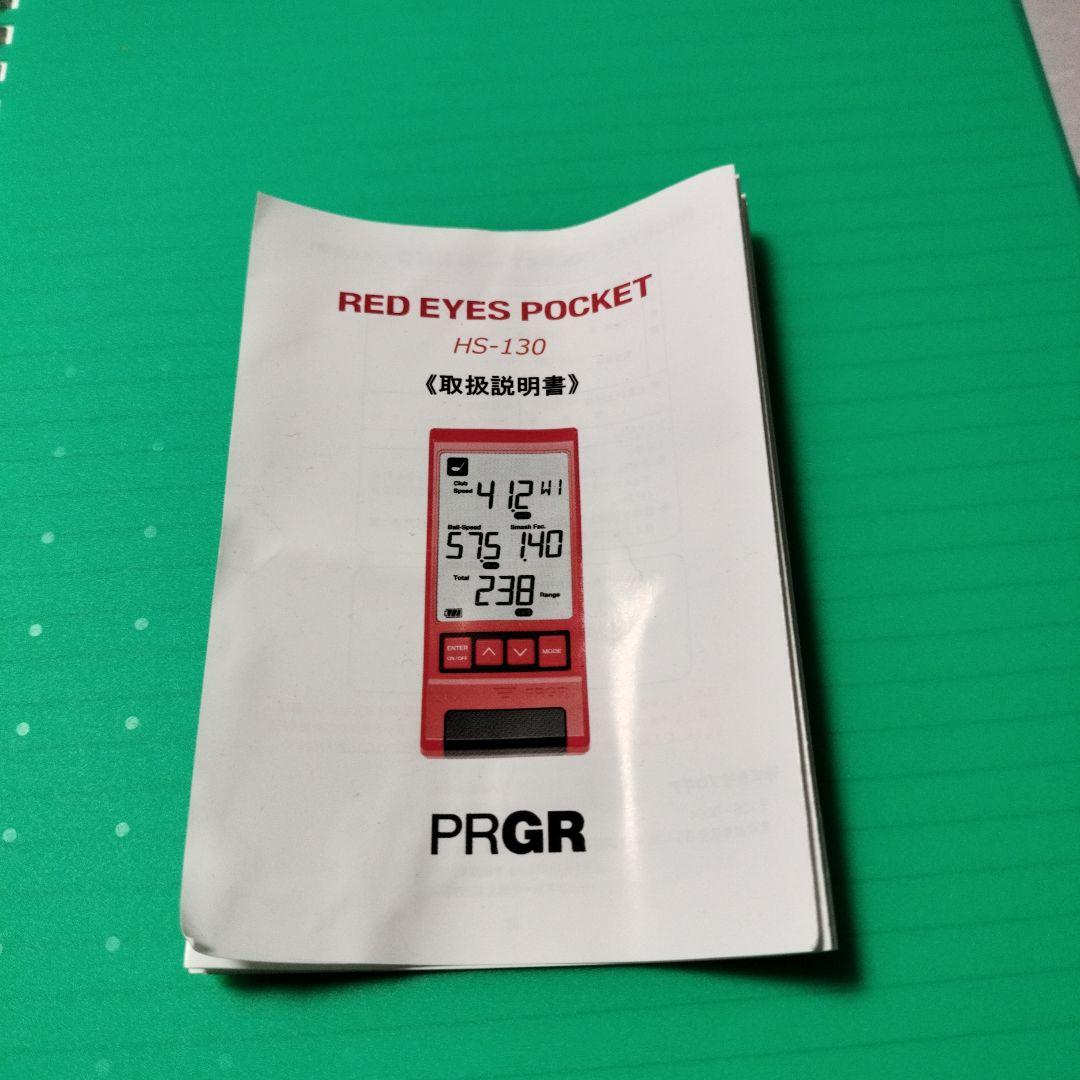 RED EYES POCKET
HS-130
《取扱説明書》
Club
Speed 41.2 W1
Ball-Speed Smash Fac.
57.5 1.40
Total 238 Range
ENTER
ON/OFF MODE
PRGR
PRGR